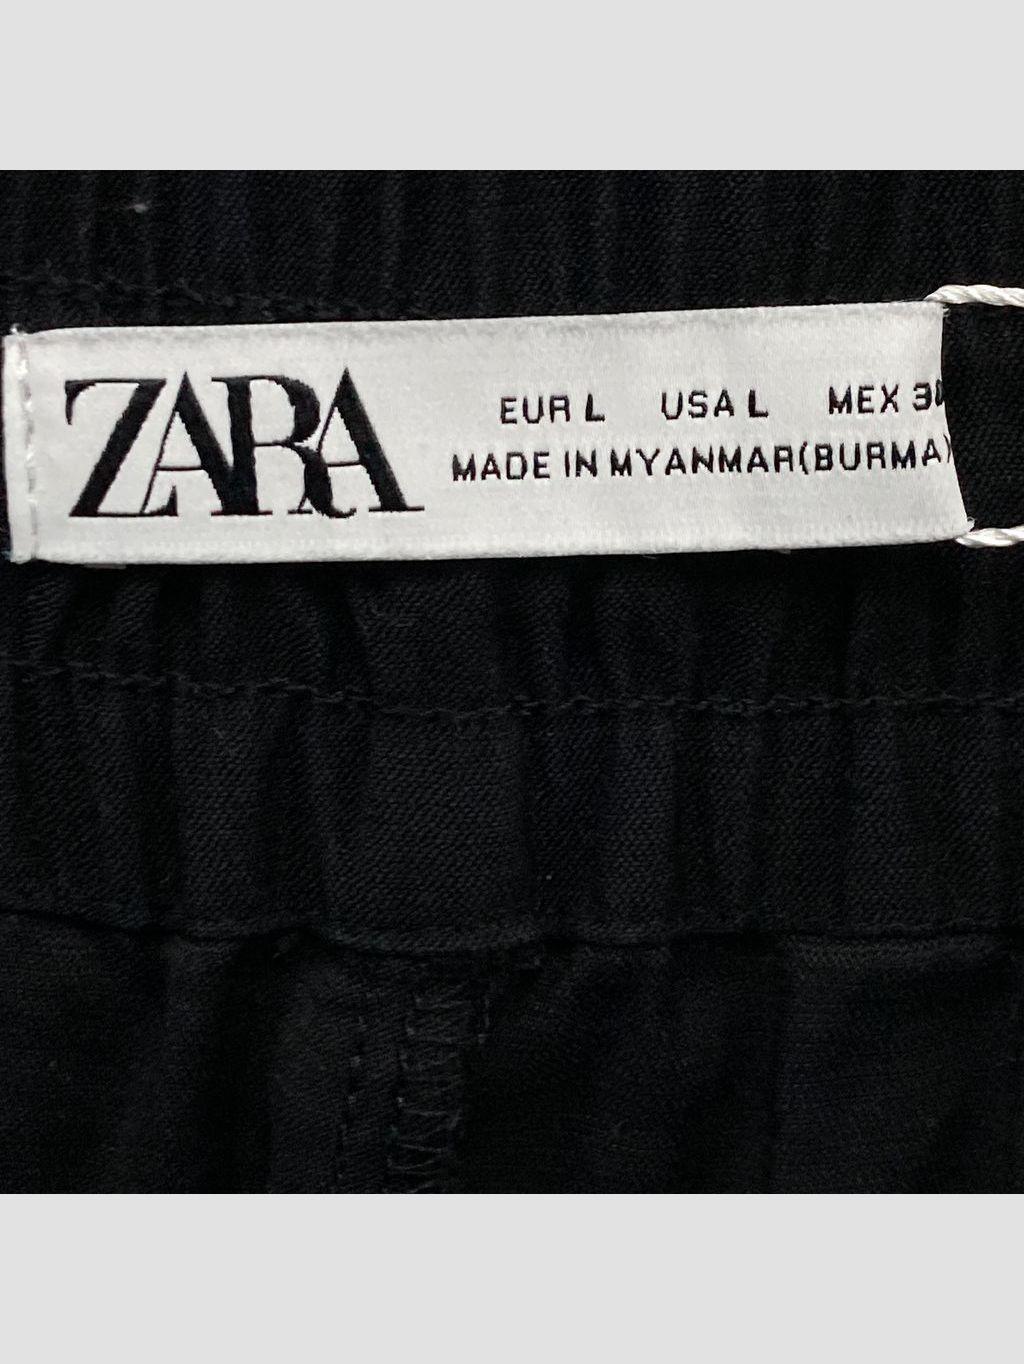 ZARA
EUR L USA L MEX 30
MADE IN MYANMAR(BURMA)